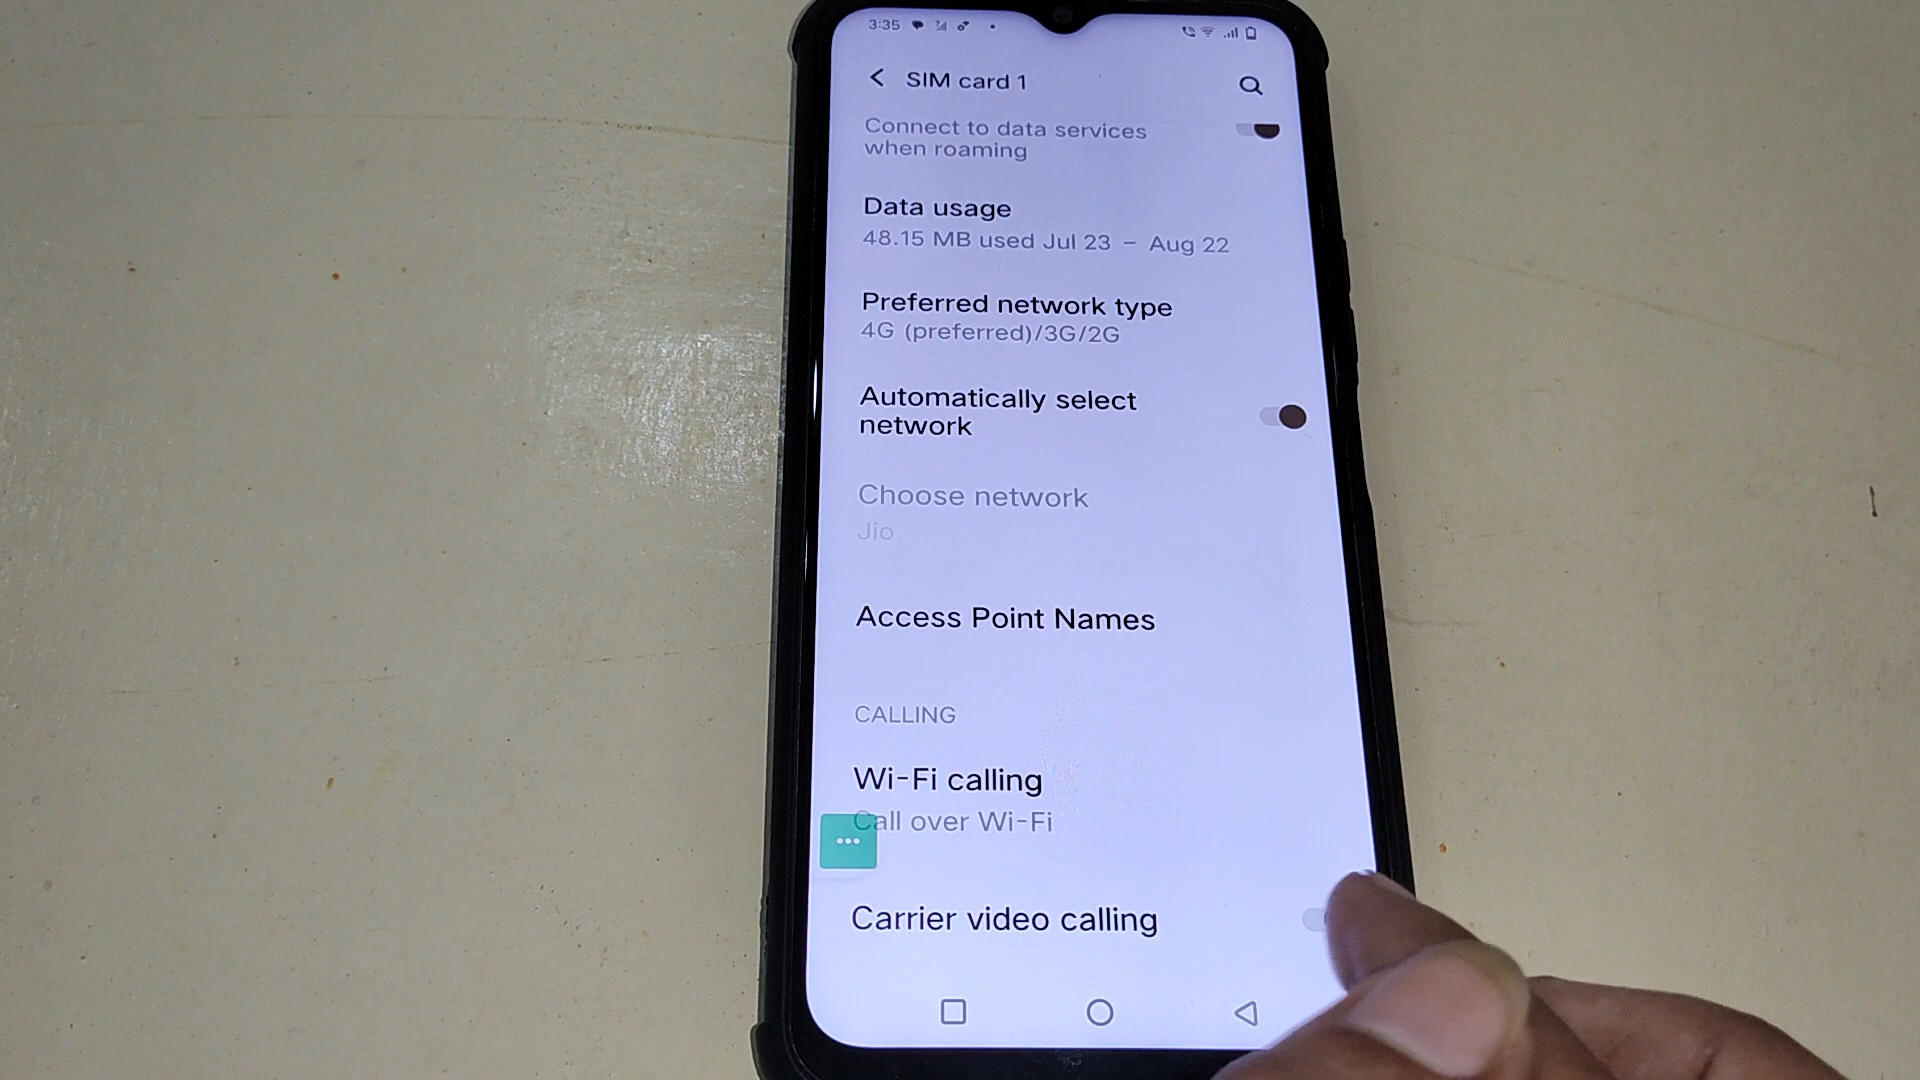 3:35
SIM card 1
Connect to data services
when roaming
Data usage
48.15 MB used Jul 23 – Aug 22
Preferred network type
4G (preferred)/3G/2G
Automatically select
network
Choose network
Jio
Access Point Names
CALLING
Wi-Fi calling
Call over Wi-Fi
Carrier video calling